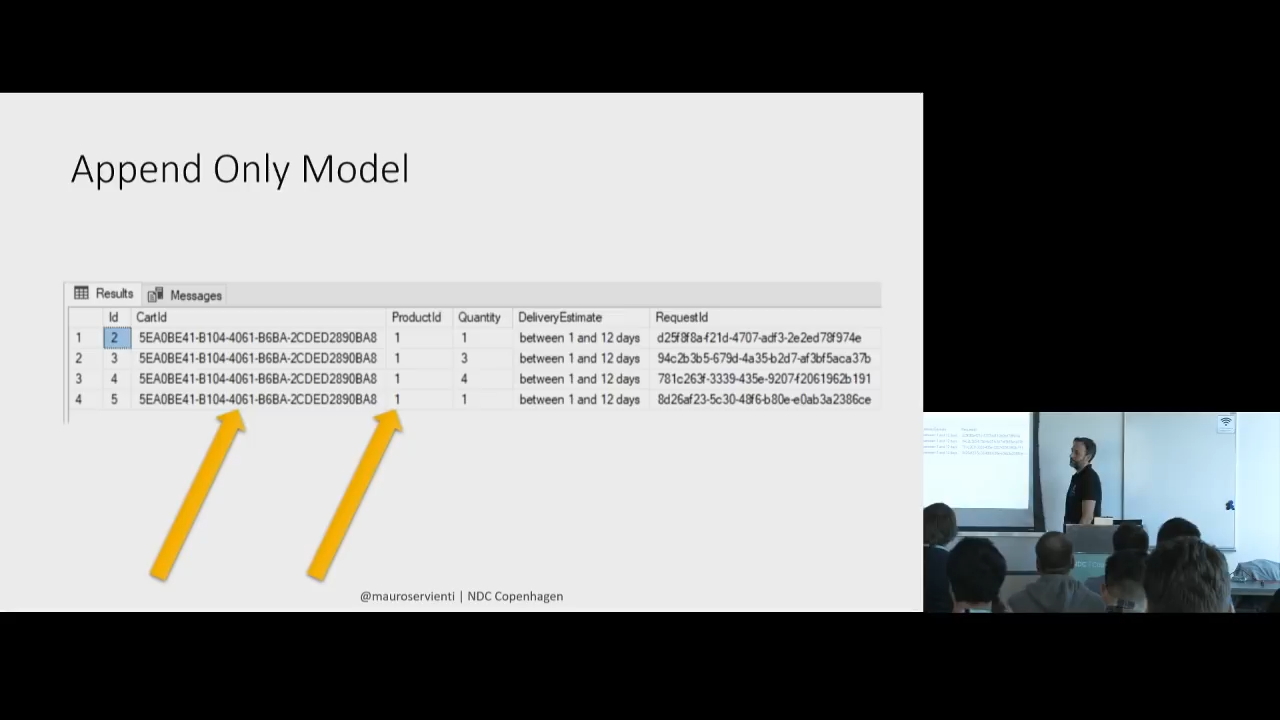 Append Only Model
Results Messages
Id CartId ProductId Quantity DeliveryEstimate RequestId
1 2 5EA0BE41-B104-4061-B6BA-2CDED2890BA8 1 1 between 1 and 12 days d25f8f8a-f21d-4707-adf3-2e2ed78f974e
2 3 5EA0BE41-B104-4061-B6BA-2CDED2890BA8 1 3 between 1 and 12 days 94c2b3b5-679d-4a35-b2d7-af3bf5aca37b
3 4 5EA0BE41-B104-4061-B6BA-2CDED2890BA8 1 4 between 1 and 12 days 781c263f-3339-435e-9207-f2061962b191
4 5 5EA0BE41-B104-4061-B6BA-2CDED2890BA8 1 1 between 1 and 12 days 8d26af23-5c30-48f6-b80e-e0ab3a2386ce
@mauroservienti | NDC Copenhagen